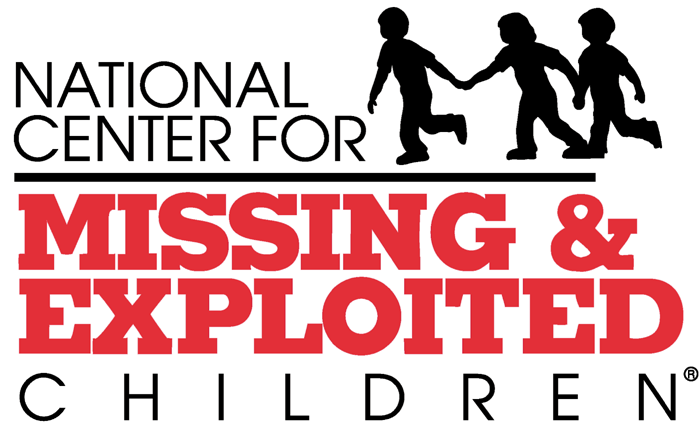 NATIONAL
CENTER FOR
MISSING &
EXPLOITED
CHILDREN®